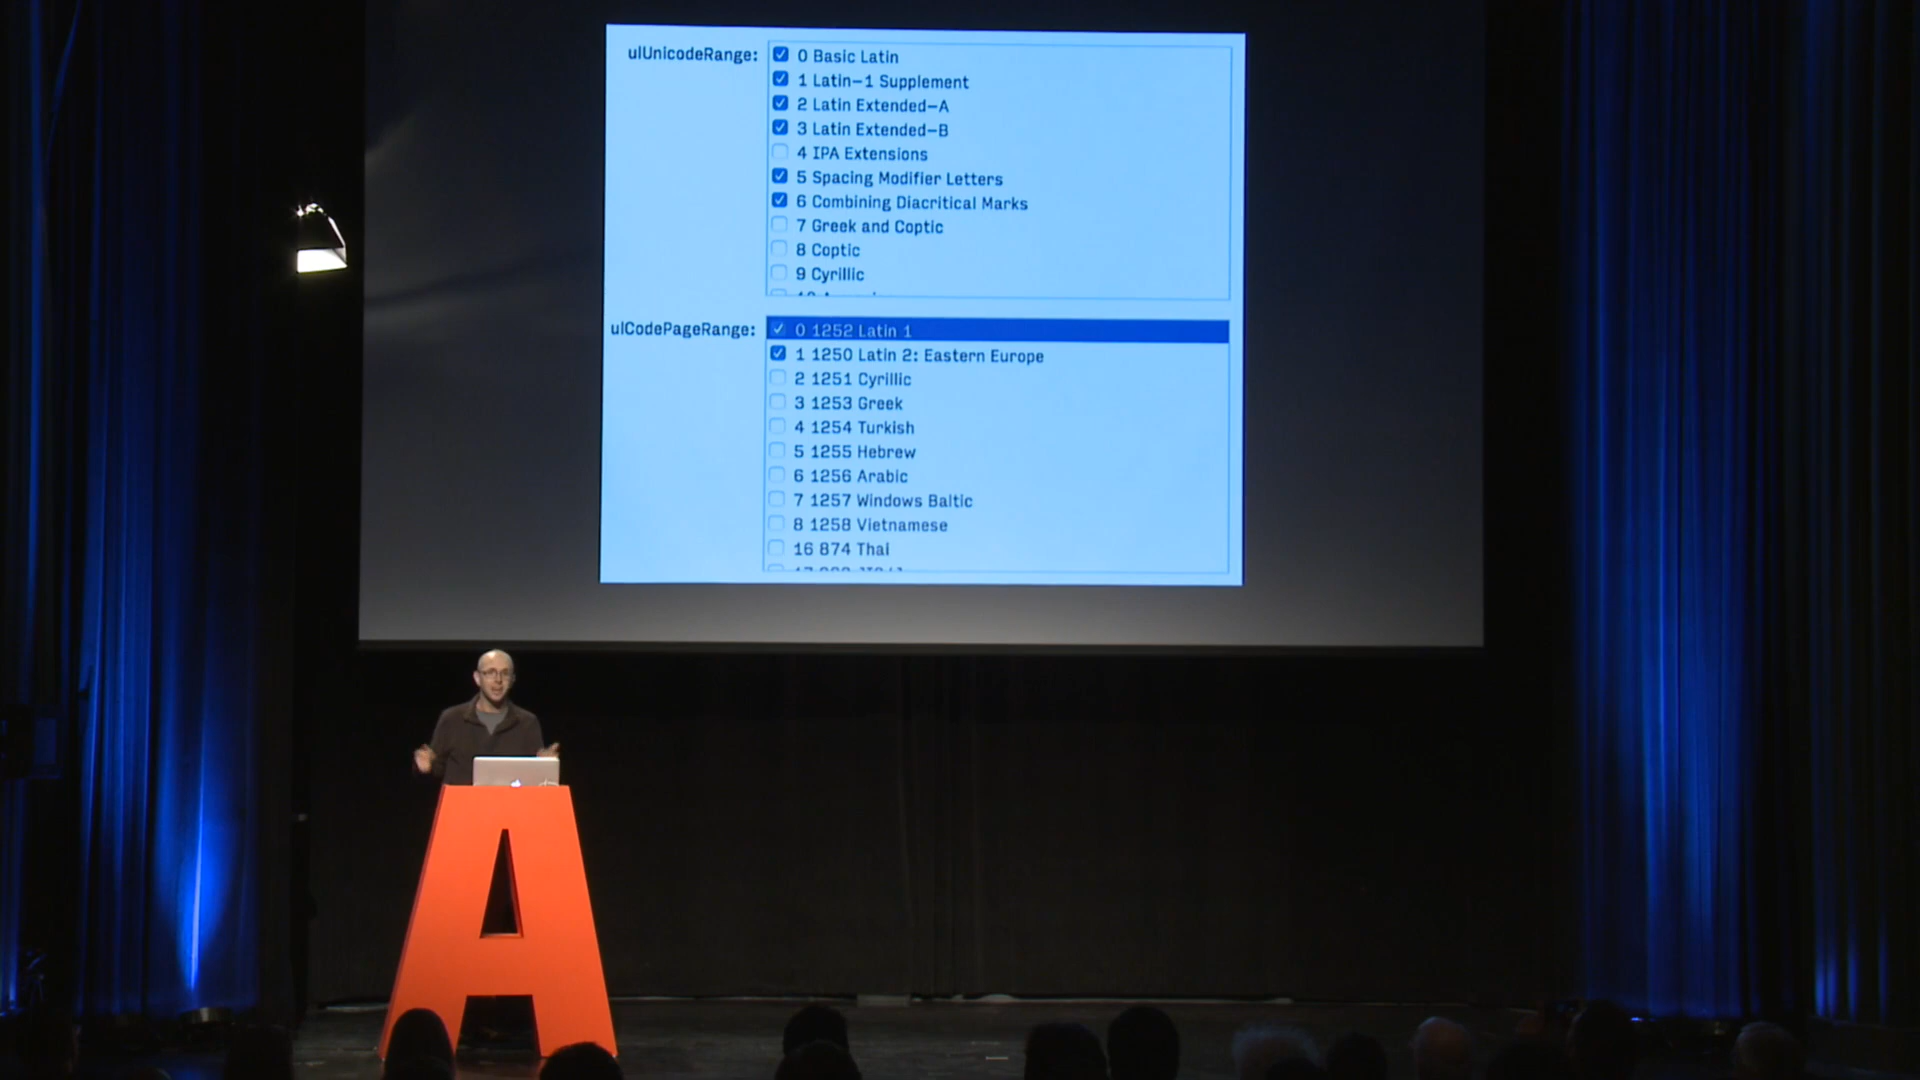 ulUnicodeRange:
0 Basic Latin
1 Latin-1 Supplement
2 Latin Extended-A
3 Latin Extended-B
4 IPA Extensions
5 Spacing Modifier Letters
6 Combining Diacritical Marks
7 Greek and Coptic
8 Coptic
9 Cyrillic
ulCodePageRange:
0 1252 Latin 1
1 1250 Latin 2: Eastern Europe
2 1251 Cyrillic
3 1253 Greek
4 1254 Turkish
5 1255 Hebrew
6 1256 Arabic
7 1257 Windows Baltic
8 1258 Vietnamese
16 874 Thai
A